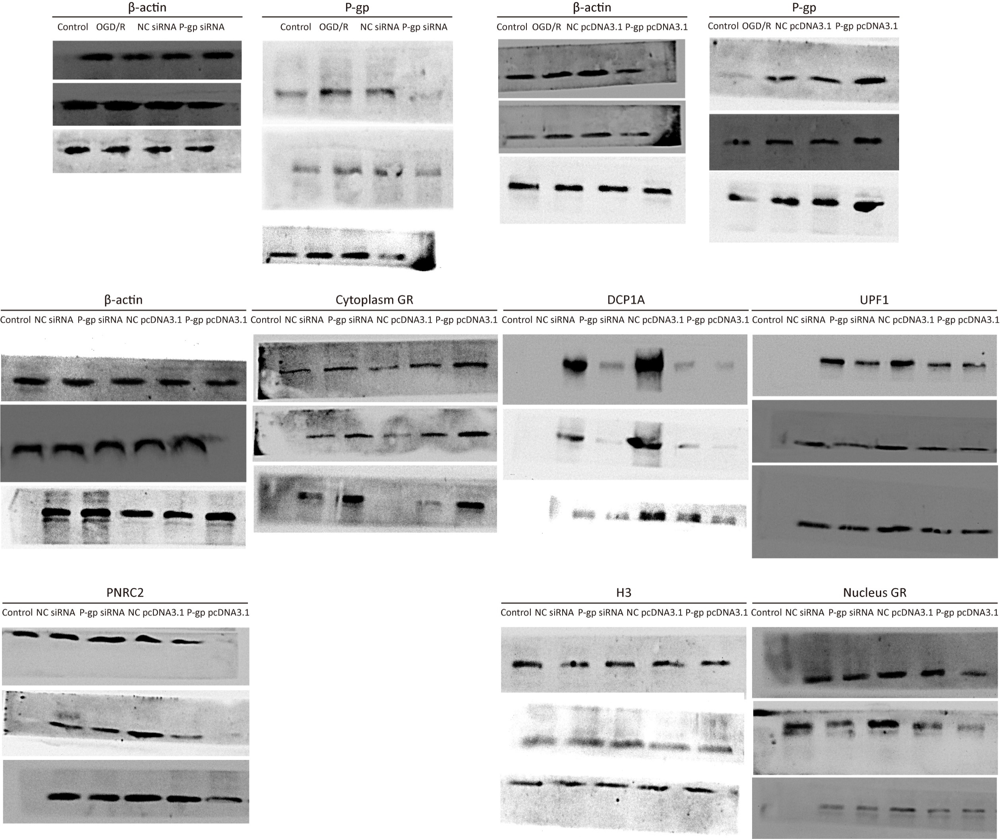 β-actin
Control OGD/R NC siRNA P-gp siRNA
P-gp
Control OGD/R NC siRNA P-gp siRNA
β-actin
Control OGD/R NC pcDNA3.1 P-gp pcDNA3.1
P-gp
Control OGD/R NC pcDNA3.1 P-gp pcDNA3.1
β-actin
Control NC siRNA P-gp siRNA NC pcDNA3.1 P-gp pcDNA3.1
Cytoplasm GR
Control NC siRNA P-gp siRNA NC pcDNA3.1 P-gp pcDNA3.1
DCP1A
Control NC siRNA P-gp siRNA NC pcDNA3.1 P-gp pcDNA3.1
UPF1
Control NC siRNA P-gp siRNA NC pcDNA3.1 P-gp pcDNA3.1
PNRC2
Control NC siRNA P-gp siRNA NC pcDNA3.1 P-gp pcDNA3.1
H3
Control NC siRNA P-gp siRNA NC pcDNA3.1 P-gp pcDNA3.1
Nucleus GR
Control NC siRNA P-gp siRNA NC pcDNA3.1 P-gp pcDNA3.1